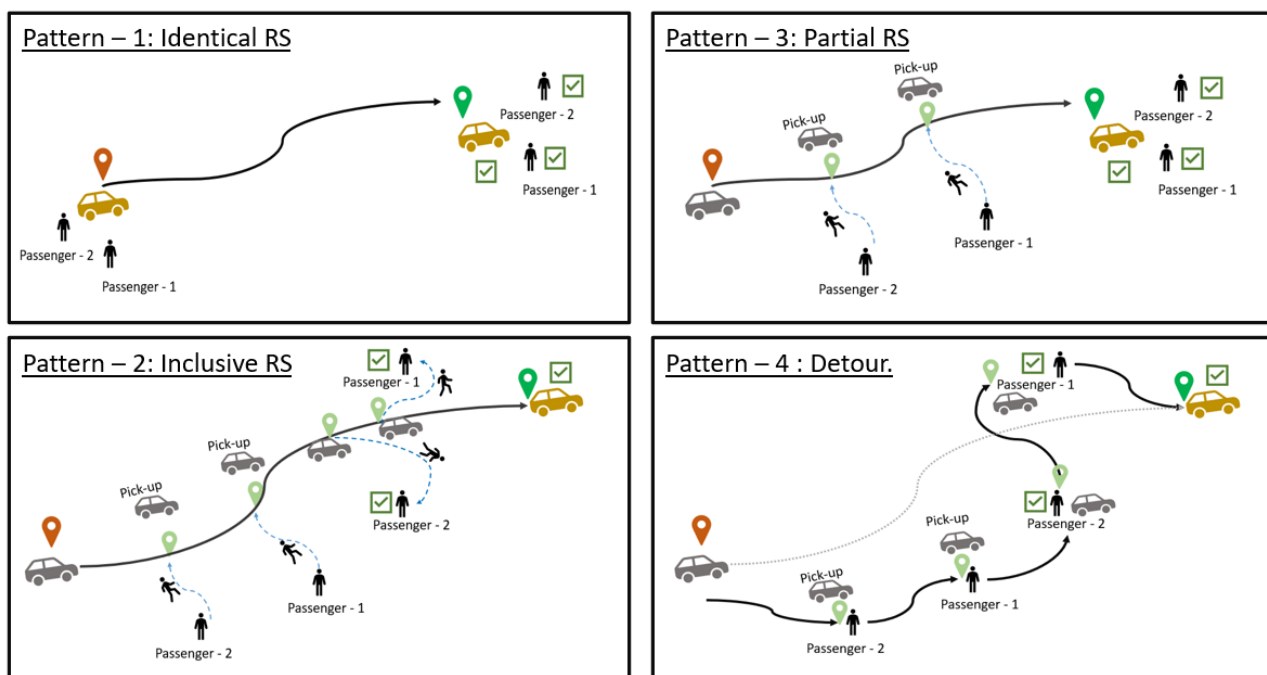 Pattern – 1: Identical RS
Passenger - 2
Passenger - 1
Passenger - 2
Passenger - 1
Pattern – 3: Partial RS
Pick-up
Pick-up
Passenger - 2
Passenger - 1
Passenger - 1
Passenger - 2
Pattern – 2: Inclusive RS
Passenger - 1
Pick-up
Pick-up
Passenger - 2
Passenger - 1
Passenger - 2
Pattern – 4 : Detour.
Passenger - 1
Pick-up
Passenger - 2
Pick-up
Passenger - 1
Passenger - 2